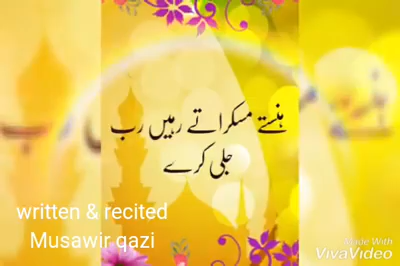 ہنستے مسکراتے رہیں رب
جلی کرے
written & recited
Musawir qazi
Made With
VivaVideo